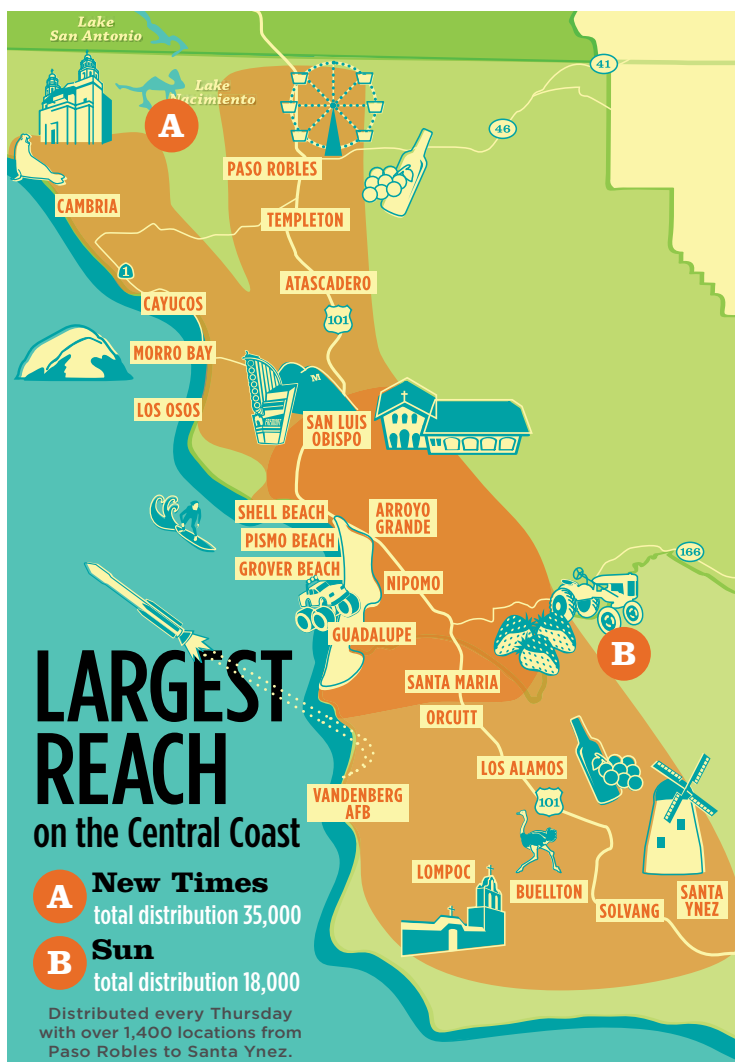 Lake
San Antonio
41
Lake
Nacimiento
A
46
PASO ROBLES
CAMBRIA
TEMPLETON
1
ATASCADERO
CAYUCOS
101
MORRO BAY
M
LOS OSOS
SAN LUIS
OBISPO
SHELL BEACH
ARROYO
GRANDE
PISMO BEACH
GROVER BEACH
166
NIPOMO
GUADALUPE
B
SANTA MARIA
ORCUTT
LOS ALAMOS
VANDENBERG
AFB
101
LOMPOC
BUELLTON
SOLVANG
SANTA
YNEZ
LARGEST
REACH
on the Central Coast
A New Times
total distribution 35,000
B Sun
total distribution 18,000
Distributed every Thursday
with over 1,400 locations from
Paso Robles to Santa Ynez.